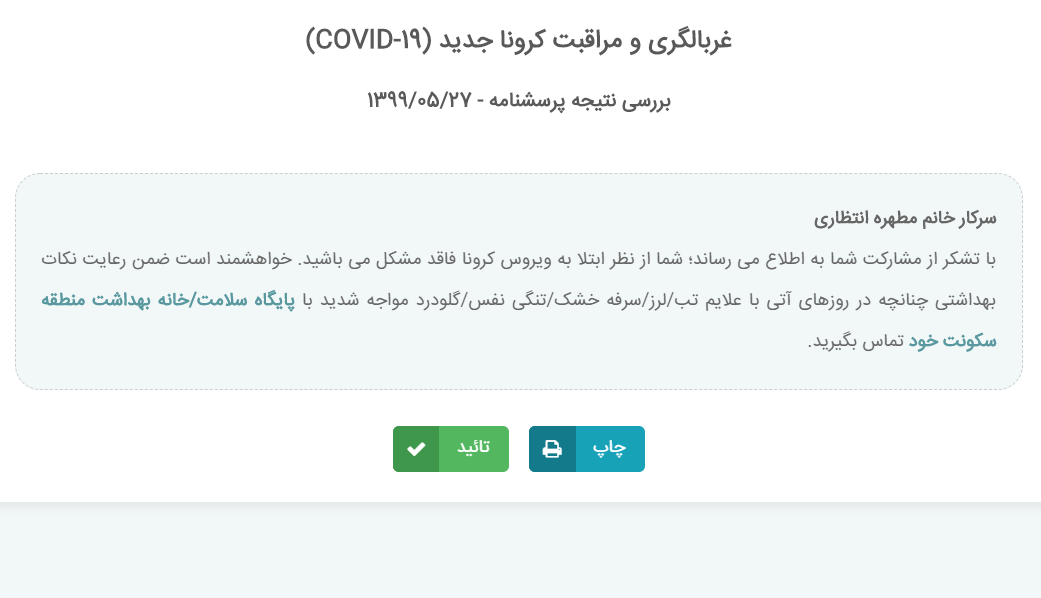 غربالگری و مراقبت کرونا جدید (COVID-۱۹)
بررسی نتیجه پرسشنامه - ۱۳۹۹/۰۵/۲۷
سرکار خانم مطهره انتظاری
با تشکر از مشارکت شما به اطلاع می رساند؛ شما از نظر ابتلا به ویروس کرونا فاقد مشکل می باشید. خواهشمند است ضمن رعایت نکات
بهداشتی چنانچه در روزهای آتی با علایم تب/لرز/سرفه خشک/تنگی نفس/گلودرد مواجه شدید با پایگاه سلامت/خانه بهداشت منطقه
سکونت خود تماس بگیرید.
چاپ
تائید